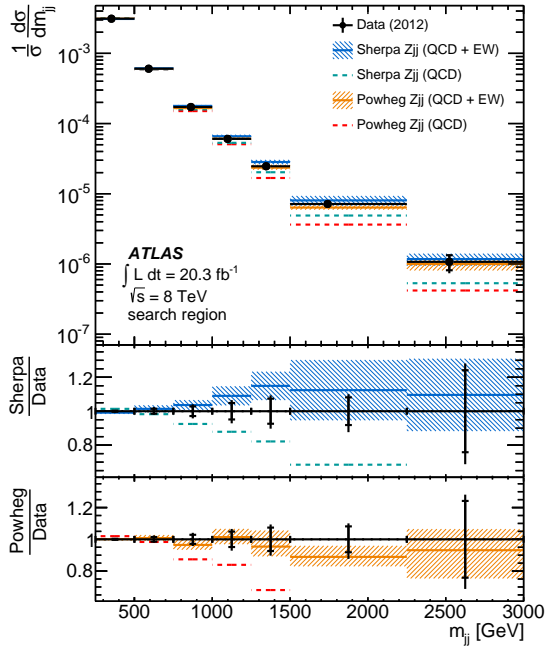 1/σ dσ/dm_jj
10^-3
10^-4
10^-5
10^-6
10^-7
Data (2012)
Sherpa Zjj (QCD + EW)
Sherpa Zjj (QCD)
Powheg Zjj (QCD + EW)
Powheg Zjj (QCD)
ATLAS
∫ L dt = 20.3 fb^-1
√s = 8 TeV
search region
Sherpa
Data
1.2
1
0.8
Powheg
Data
1.2
1
0.8
500 1000 1500 2000 2500 3000
m_jj [GeV]